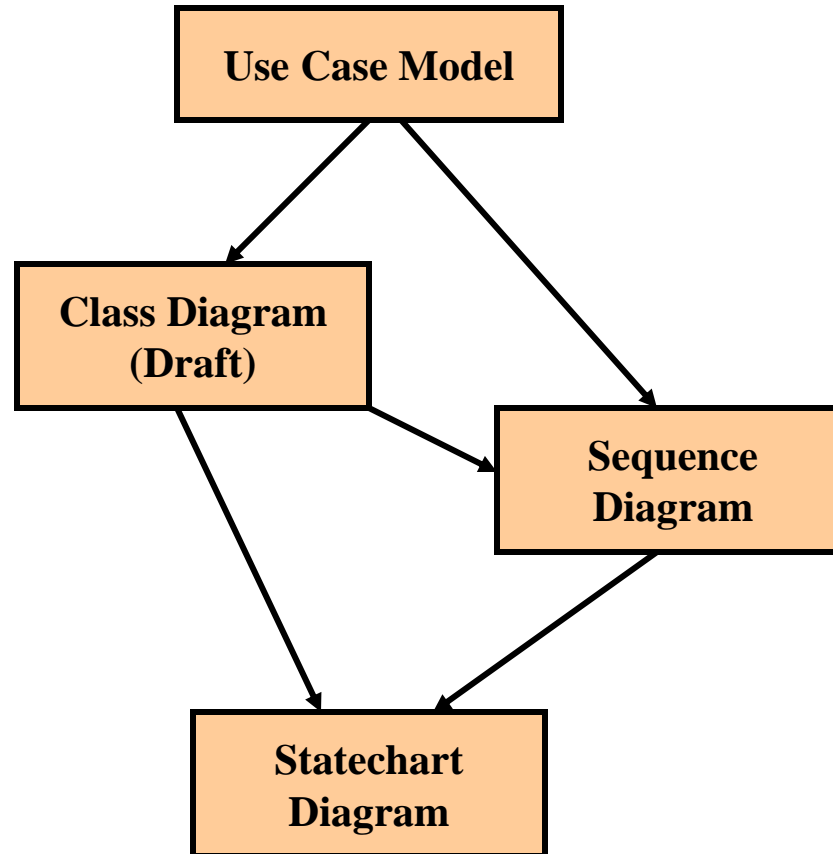 Use Case Model
Class Diagram
(Draft)
Sequence
Diagram
Statechart
Diagram